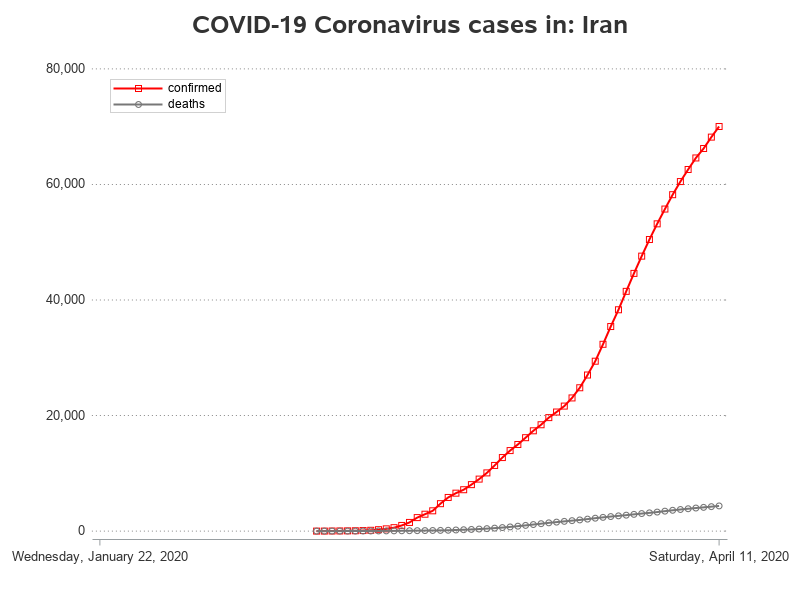 COVID-19 Coronavirus cases in: Iran
80,000
confirmed
deaths
60,000
40,000
20,000
0
Wednesday, January 22, 2020
Saturday, April 11, 2020